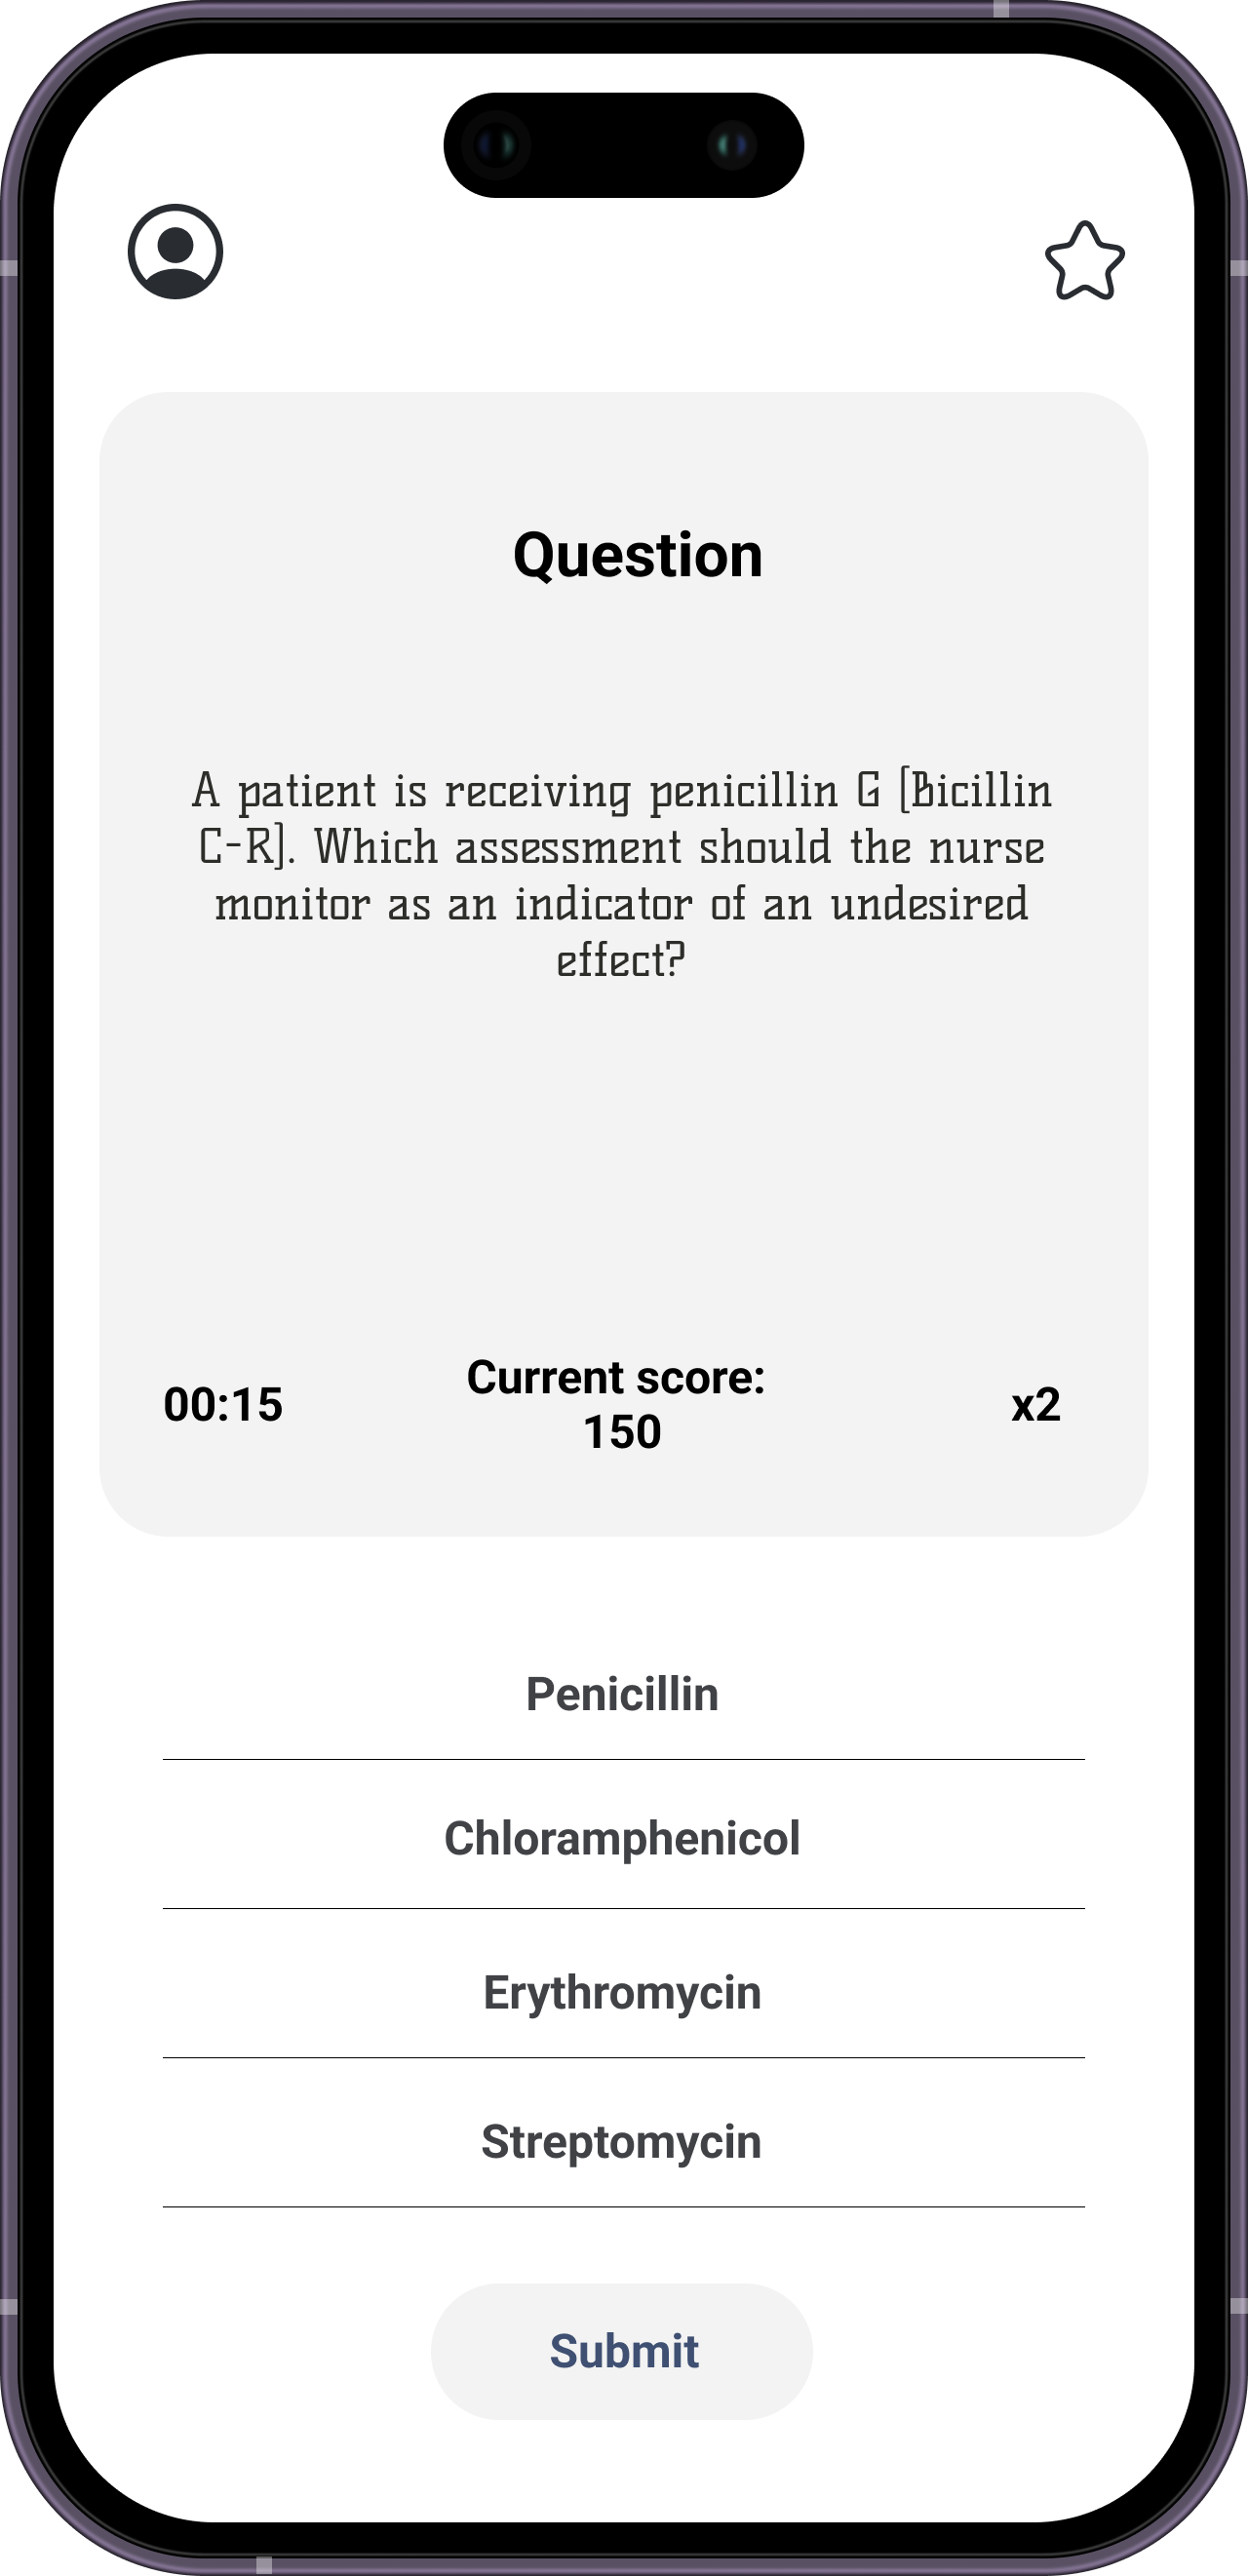 Question
A patient is receiving penicillin G [Bicillin
C-R]. Which assessment should the nurse
monitor as an indicator of an undesired
effect?
00:15
Current score:
150
x2
Penicillin
Chloramphenicol
Erythromycin
Streptomycin
Submit